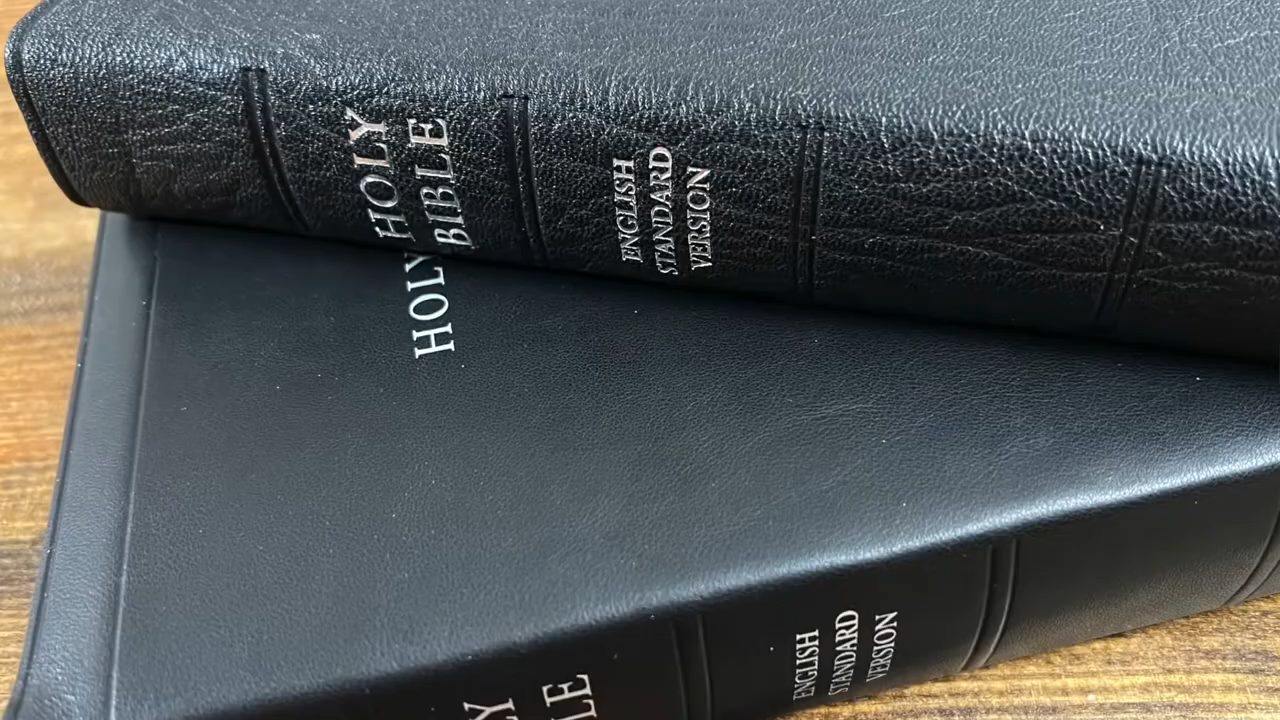 HOLY
BIBLE
ENGLISH
STANDARD
VERSION
HOLY
ENGLISH
STANDARD
VERSION